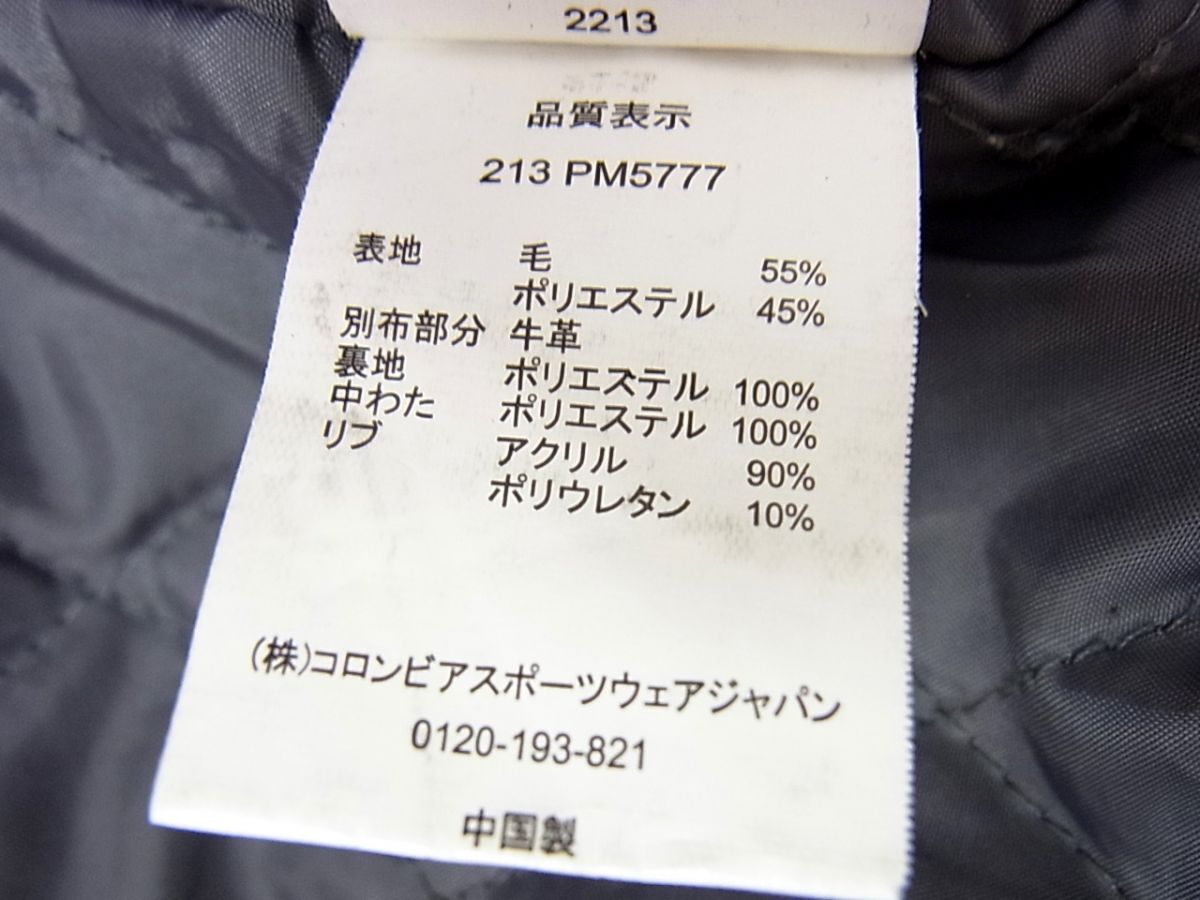 2213
品質表示
213 PM5777
表地 毛 55%
ポリエステル 45%
別布部分 牛革
裏地 ポリエステル 100%
中わた ポリエステル 100%
リブ アクリル 90%
ポリウレタン 10%
(株)コロンビアスポーツウェアジャパン
0120-193-821
中国製